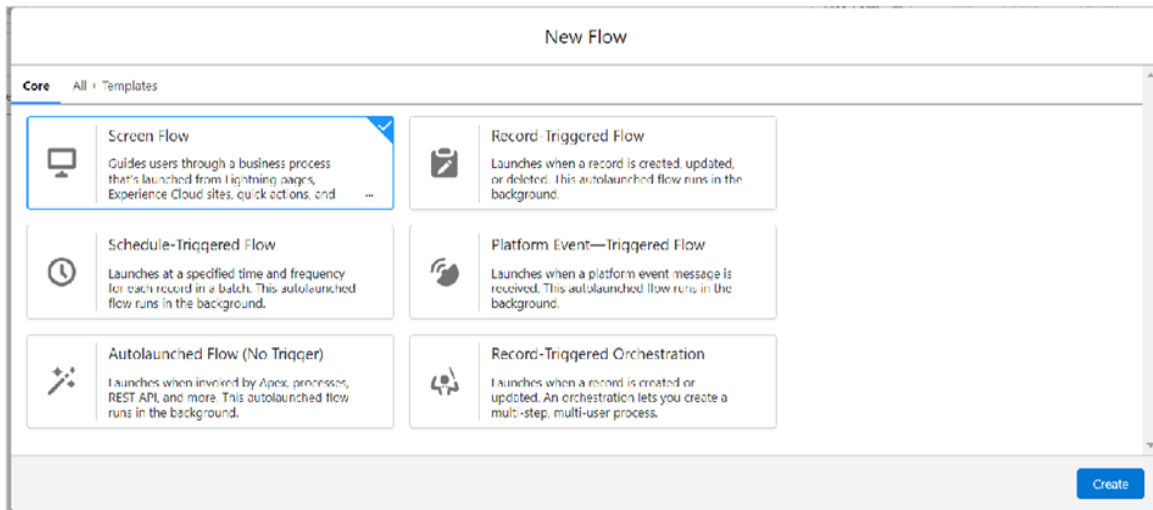 New Flow
Core All + Templates
Screen Flow
Guides users through a business process
that's launched from Lightning pages,
Experience Cloud sites, quick actions, and ...
Record-Triggered Flow
Launches when a record is created, updated,
or deleted. This autolaunched flow runs in the
background.
Schedule-Triggered Flow
Launches at a specified time and frequency
for each record in a batch. This autolaunched
flow runs in the background.
Platform Event—Triggered Flow
Launches when a platform event message is
received. This autolaunched flow runs in the
background.
Autolaunched Flow (No Trigger)
Launches when invoked by Apex, processes,
REST API, and more. This autolaunched flow
runs in the background.
Record-Triggered Orchestration
Launches when a record is created or
updated. An orchestration lets you create a
multi-step, multi-user process.
Create